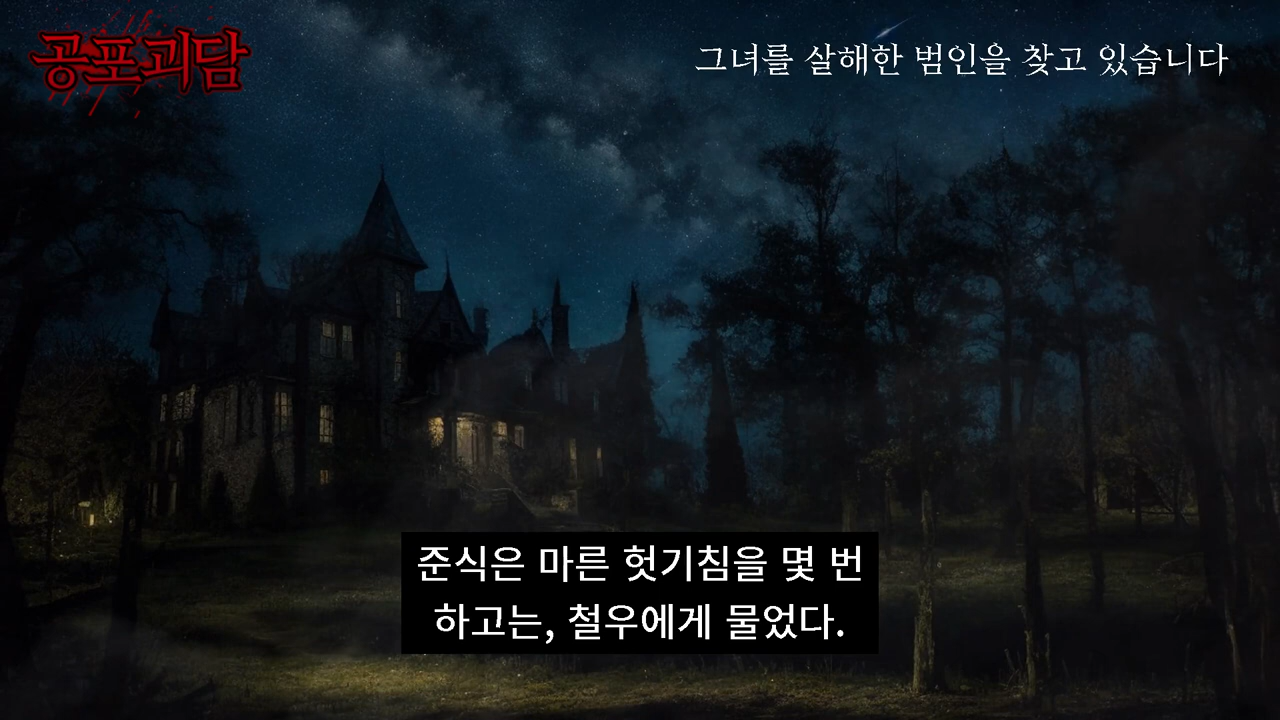 공포괴담
그녀를 살해한 범인을 찾고 있습니다
준식은 마른 헛기침을 몇 번
하고는, 철우에게 물었다.